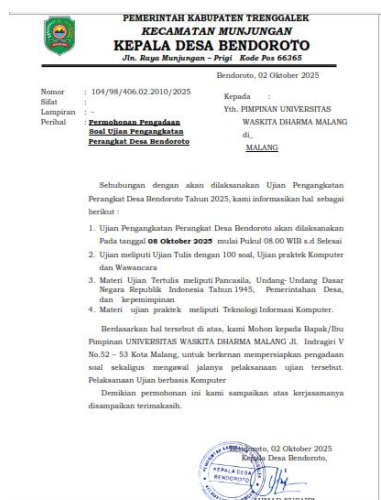 PEMERINTAH KABUPATEN TRENGGALEK
KECAMATAN MUNJUNGAN
KEPALA DESA BENDOROTO
Jln. Raya Munjungan – Prigi Kode Pos 66365
Bendoroto, 02 Oktober 2025
Nomor : 104/98/406.02.2010/2025
Sifat :
Lampiran : -
Perihal : Permohonan Pengadaan
Soal Ujian Pengangkatan
Perangkat Desa Bendoroto
Kepada :
Yth. PIMPINAN UNIVERSITAS
WASKITA DHARMA MALANG
di_
MALANG
Sehubungan dengan akan dilaksanakan Ujian Pengangkatan
Perangkat Desa Bendoroto Tahun 2025, kami informasikan hal sebagai
berikut :
1. Ujian Pengangkatan Perangkat Desa Bendoroto akan dilaksanakan
Pada tanggal 08 Oktober 2025 mulai Pukul 08.00 WIB s.d Selesai
2. Ujian meliputi Ujian Tulis dengan 100 soal, Ujian praktek Komputer
dan Wawancara
3. Materi Ujian Tertulis meliputi Pancasila, Undang- Undang Dasar
Negara Republik Indonesia Tahun 1945, Pemerintahan Desa,
dan kepemimpinan
4. Materi ujian praktek meliputi Teknologi Informasi Komputer.
Berdasarkan hal tersebut di atas, kami Mohon kepada Bapak/Ibu
Pimpinan UNIVERSITAS WASKITA DHARMA MALANG Jl. Indragiri V
No.52 – 53 Kota Malang, untuk berkenan mempersiapkan pengadaan
soal sekaligus mengawal jalanya pelaksanaan ujian tersebut.
Pelaksanaan Ujian berbasis Komputer
Demikian permohonan ini kami sampaikan atas kerjasamanya
disampaikan terimakasih.
Bendoroto, 02 Oktober 2025
Kepala Desa Bendoroto,
KEPALA DESA
BENDOROTO